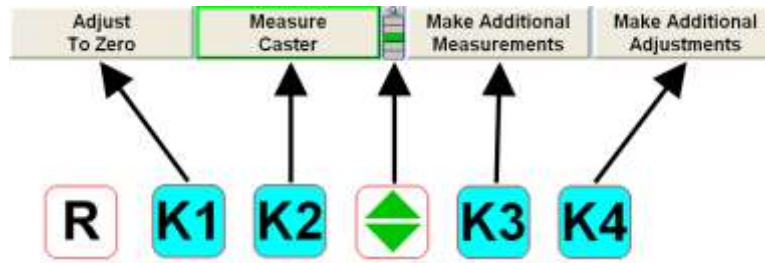 Adjust
To Zero
Measure
Caster
Make Additional
Measurements
Make Additional
Adjustments
R
K1
K2
K3
K4